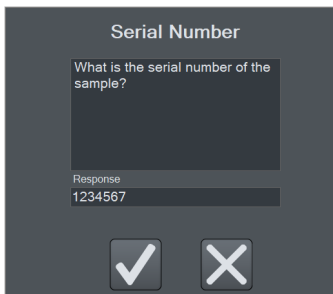 Serial Number
What is the serial number of the
sample?
Response
1234567